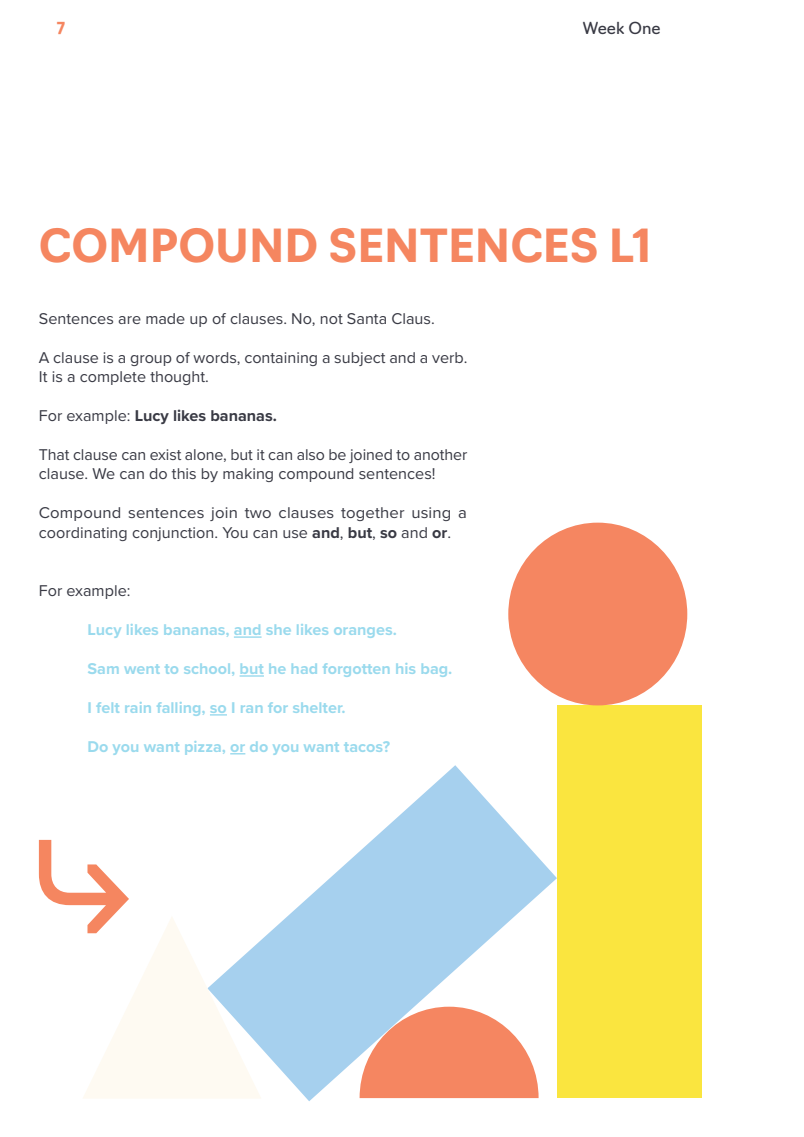 7
Week One
COMPOUND SENTENCES L1
Sentences are made up of clauses. No, not Santa Claus.
A clause is a group of words, containing a subject and a verb.
It is a complete thought.
For example: Lucy likes bananas.
That clause can exist alone, but it can also be joined to another
clause. We can do this by making compound sentences!
Compound sentences join two clauses together using a
coordinating conjunction. You can use and, but, so and or.
For example:
Lucy likes bananas, and she likes oranges.
Sam went to school, but he had forgotten his bag.
I felt rain falling, so I ran for shelter.
Do you want pizza, or do you want tacos?